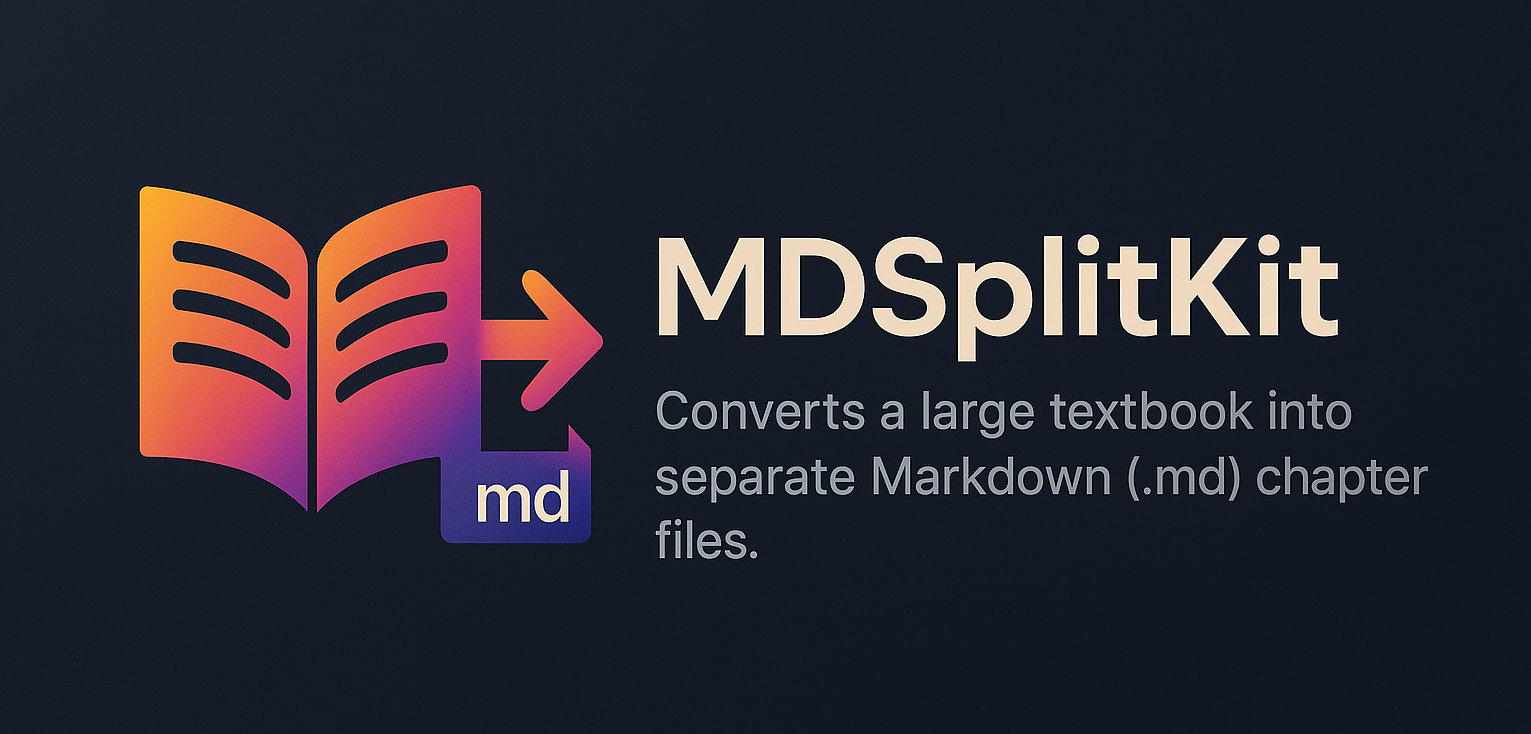 MDSplitKit
Converts a large textbook into
separate Markdown (.md) chapter
files.
md